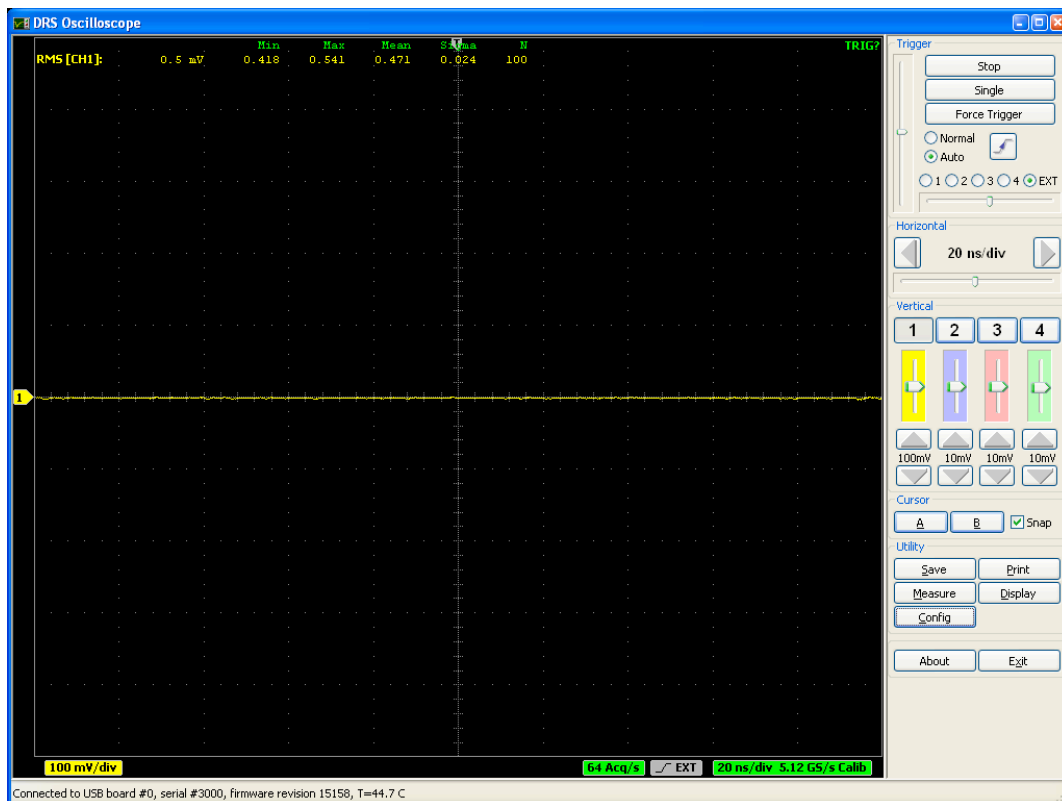 DRS Oscilloscope
Min Max Mean Sigma N TRIG?
RMS [CH1]: 0.5 mV 0.418 0.541 0.471 0.024 100
T
1
100 mV/div 64 Acq/s EXT 20 ns/div 5.12 GS/s Calib
Trigger
Stop
Single
Force Trigger
Normal
Auto
1 2 3 4 EXT
Horizontal
20 ns/div
Vertical
1 2 3 4
100mV 10mV 10mV 10mV
Cursor
A B Snap
Utility
Save Print
Measure Display
Config
About Exit
Connected to USB board #0, serial #3000, firmware revision 15158, T=44.7 C